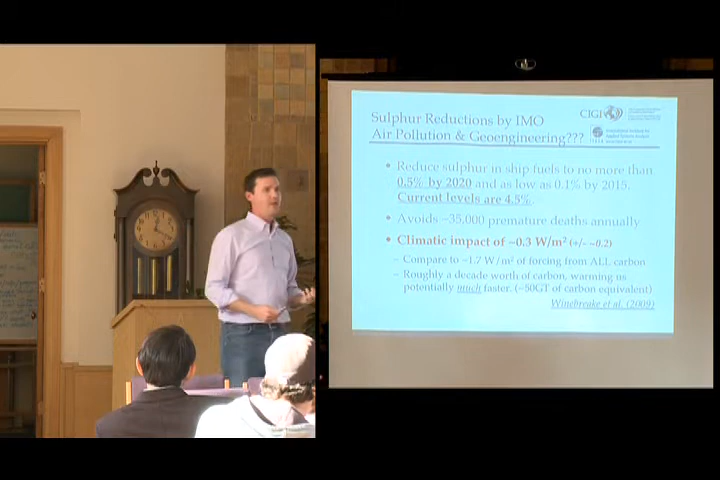 Sulphur Reductions by IMO
Air Pollution & Geoengineering???
CIGI
IIASA
• Reduce sulphur in ship fuels to no more than
0.5% by 2020 and as low as 0.1% by 2015.
Current levels are 4.5%.
• Avoids ~35,000 premature deaths annually
• Climatic impact of ~0.3 W/m² (+/- ~0.2)
– Compare to ~1.7 W/m² of forcing from ALL carbon
– Roughly a decade worth of carbon, warming us
potentially much faster. (~50GT of carbon equivalent)
Winebreake et al. (2009)